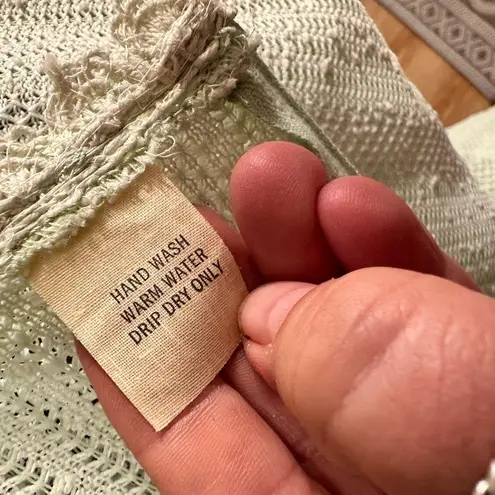 HAND WASH
WARM WATER
DRIP DRY ONLY